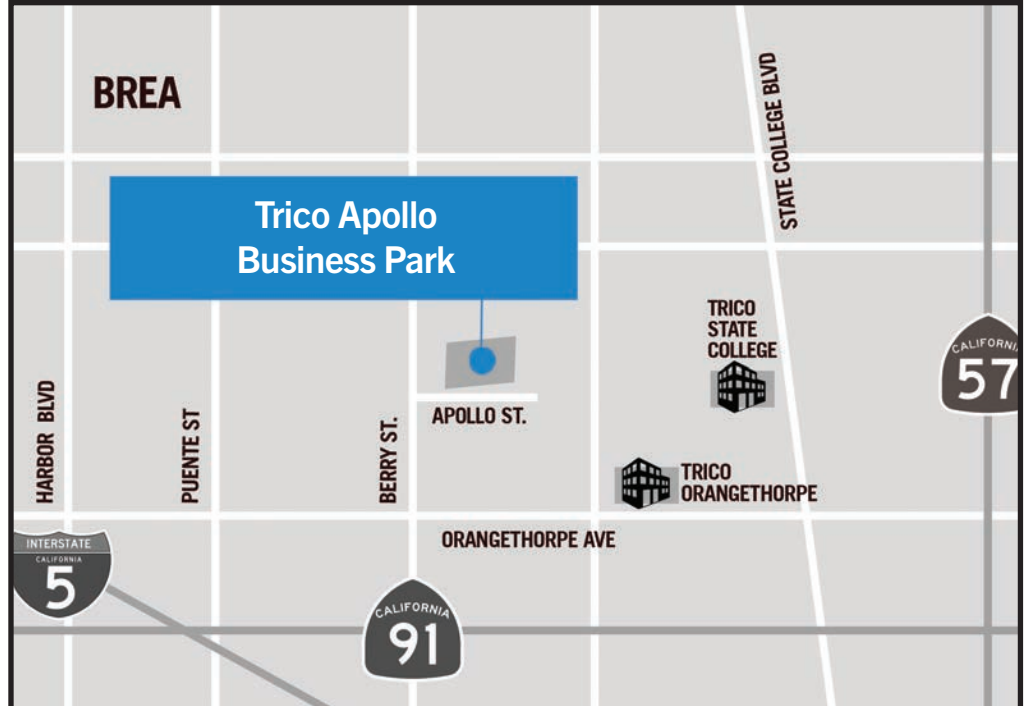 BREA
STATE COLLEGE BLVD
Trico Apollo
Business Park
TRICO
STATE
COLLEGE
CALIFORNIA
57
HARBOR BLVD
PUENTE ST
BERRY ST.
APOLLO ST.
TRICO
ORANGETHORPE
ORANGETHORPE AVE
INTERSTATE
CALIFORNIA
5
CALIFORNIA
91